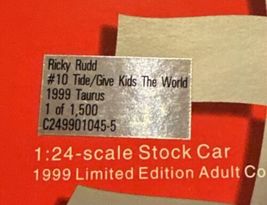 Ricky Rudd
#10 Tide/Give Kids The World
1999 Taurus
1 of 1,500
C249901045-5
1:24-scale Stock Car
1999 Limited Edition Adult Co